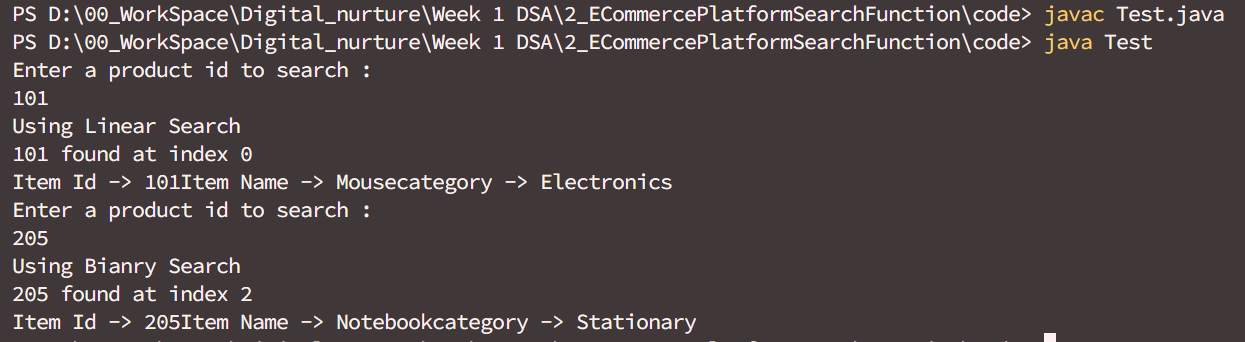 PS D:\00_WorkSpace\Digital_nurture\Week 1 DSA\2_ECommercePlatformSearchFunction\code> javac Test.java
PS D:\00_WorkSpace\Digital_nurture\Week 1 DSA\2_ECommercePlatformSearchFunction\code> java Test
Enter a product id to search :
101
Using Linear Search
101 found at index 0
Item Id -> 101Item Name -> Mousecategory -> Electronics
Enter a product id to search :
205
Using Bianry Search
205 found at index 2
Item Id -> 205Item Name -> Notebookcategory -> Stationary